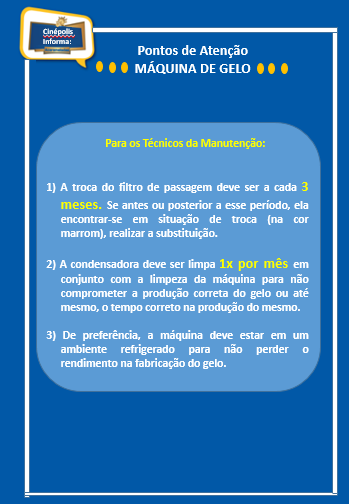 Cinépolis
Informa:
Pontos de Atenção
MÁQUINA DE GELO
Para os Técnicos da Manutenção:
1) A troca do filtro de passagem deve ser a cada 3
meses. Se antes ou posterior a esse período, ela
encontrar-se em situação de troca (na cor
marrom), realizar a substituição.
2) A condensadora deve ser limpa 1x por mês em
conjunto com a limpeza da máquina para não
comprometer a produção correta do gelo ou até
mesmo, o tempo correto na produção do mesmo.
3) De preferência, a máquina deve estar em um
ambiente refrigerado para não perder o
rendimento na fabricação do gelo.